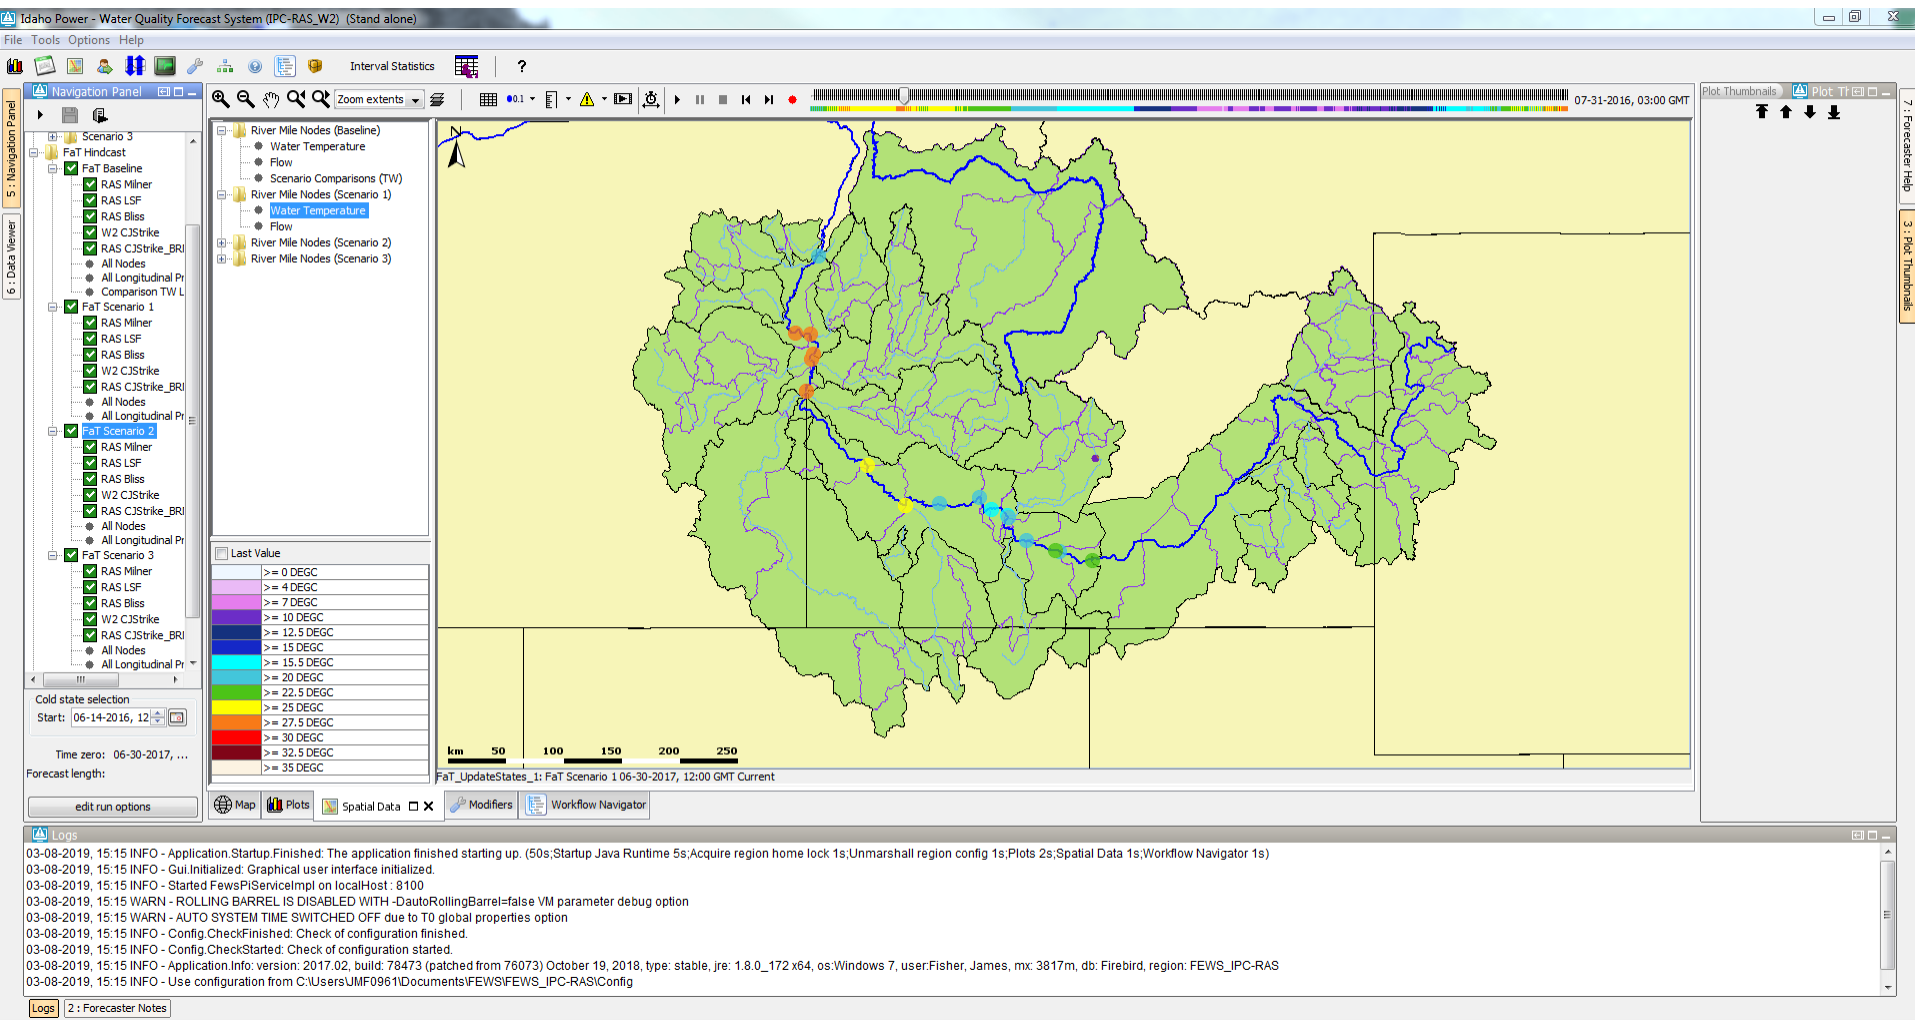 Idaho Power - Water Quality Forecast System (IPC-RAS_W2) (Stand alone)
File Tools Options Help
Interval Statistics
?
5 : Navigation Panel
6 : Data Viewer
Navigation Panel
Scenario 3
FaT Hindcast
FaT Baseline
RAS Milner
RAS LSF
RAS Bliss
W2 CJStrike
RAS CJStrike_BRI
All Nodes
All Longitudinal Pr
Comparison TW L
FaT Scenario 1
RAS Milner
RAS LSF
RAS Bliss
W2 CJStrike
RAS CJStrike_BRI
All Nodes
All Longitudinal Pr
FaT Scenario 2
RAS Milner
RAS LSF
RAS Bliss
W2 CJStrike
RAS CJStrike_BRI
All Nodes
All Longitudinal Pr
FaT Scenario 3
RAS Milner
RAS LSF
RAS Bliss
W2 CJStrike
RAS CJStrike_BRI
All Nodes
All Longitudinal Pr
Cold state selection
Start: 06-14-2016, 12
Time zero: 06-30-2017, ...
Forecast length:
edit run options
Zoom extents
0.1
07-31-2016, 03:00 GMT
River Mile Nodes (Baseline)
Water Temperature
Flow
Scenario Comparisons (TW)
River Mile Nodes (Scenario 1)
Water Temperature
Flow
River Mile Nodes (Scenario 2)
River Mile Nodes (Scenario 3)
Last Value
>= 0 DEGC
>= 4 DEGC
>= 7 DEGC
>= 10 DEGC
>= 12.5 DEGC
>= 15 DEGC
>= 15.5 DEGC
>= 20 DEGC
>= 22.5 DEGC
>= 25 DEGC
>= 27.5 DEGC
>= 30 DEGC
>= 32.5 DEGC
>= 35 DEGC
N
km 50 100 150 200 250
FaT_UpdateStates_1: FaT Scenario 1 06-30-2017, 12:00 GMT Current
Map Plots Spatial Data Modifiers Workflow Navigator
Plot Thumbnails Plot Th
7 : Forecaster Help
3 : Plot Thumbnails
Logs
03-08-2019, 15:15 INFO - Application.Startup.Finished: The application finished starting up. (50s;Startup Java Runtime 5s;Acquire region home lock 1s;Unmarshall region config 1s;Plots 2s;Spatial Data 1s;Workflow Navigator 1s)
03-08-2019, 15:15 INFO - Gui.Initialized: Graphical user interface initialized.
03-08-2019, 15:15 INFO - Started FewsPiServiceImpl on localHost : 8100
03-08-2019, 15:15 WARN - ROLLING BARREL IS DISABLED WITH -DautoRollingBarrel=false VM parameter debug option
03-08-2019, 15:15 WARN - AUTO SYSTEM TIME SWITCHED OFF due to T0 global properties option
03-08-2019, 15:15 INFO - Config.CheckFinished: Check of configuration finished.
03-08-2019, 15:15 INFO - Config.CheckStarted: Check of configuration started.
03-08-2019, 15:15 INFO - Application.Info: version: 2017.02, build: 78473 (patched from 76073) October 19, 2018, type: stable, jre: 1.8.0_172 x64, os:Windows 7, user:Fisher, James, mx: 3817m, db: Firebird, region: FEWS_IPC-RAS
03-08-2019, 15:15 INFO - Use configuration from C:\Users\JMF0961\Documents\FEWS\FEWS_IPC-RAS\Config
Logs 2 : Forecaster Notes